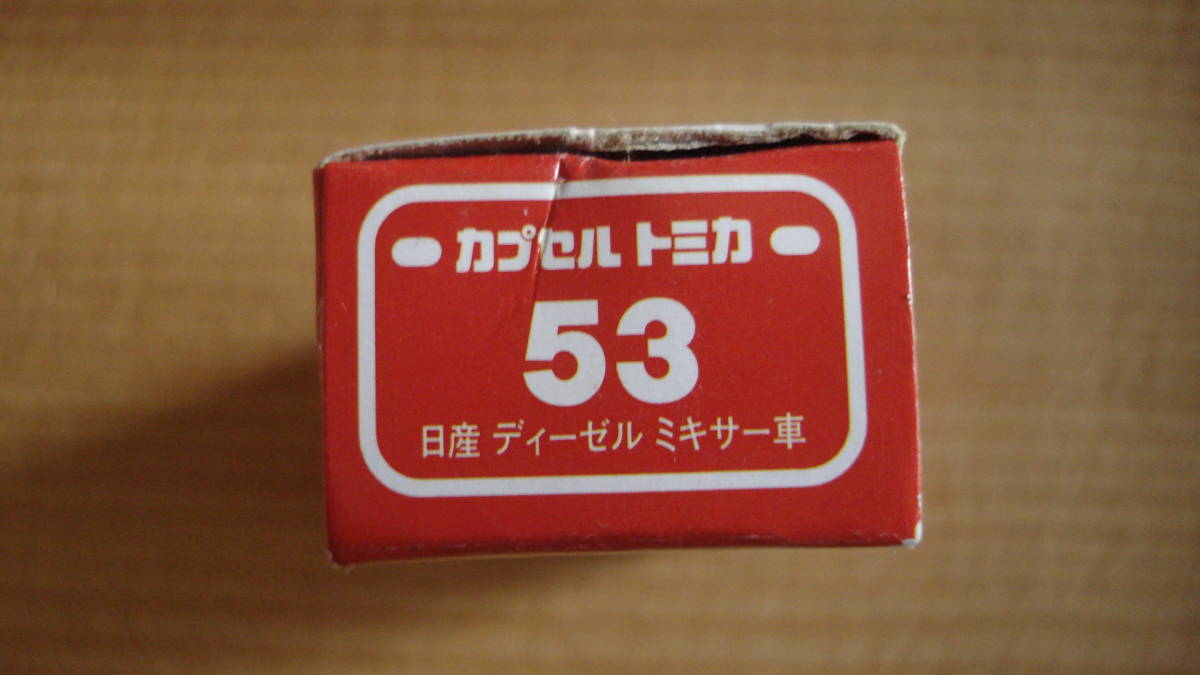 カプセル トミカ
53
日産 ディーゼル ミキサー車